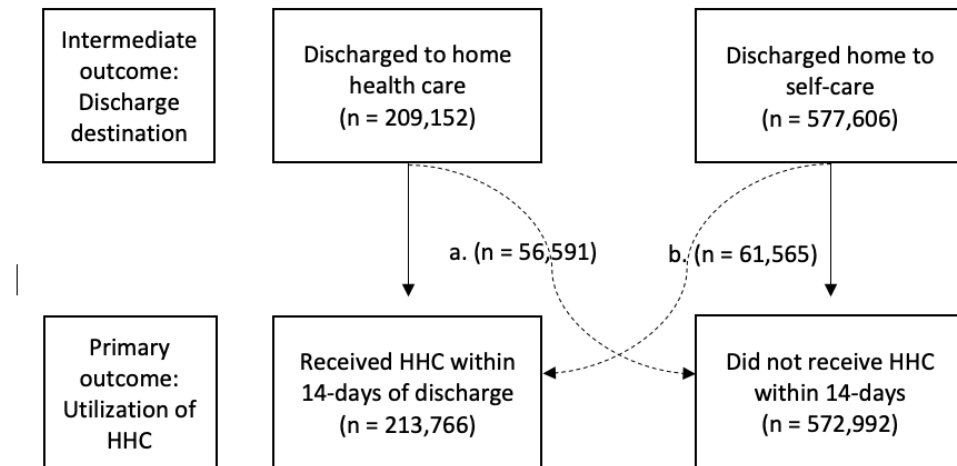 Intermediate
outcome:
Discharge
destination
Discharged to home
health care
(n = 209,152)
Discharged home to
self-care
(n = 577,606)
a. (n = 56,591)
b. (n = 61,565)
Primary
outcome:
Utilization of
HHC
Received HHC within
14-days of discharge
(n = 213,766)
Did not receive HHC
within 14-days
(n = 572,992)